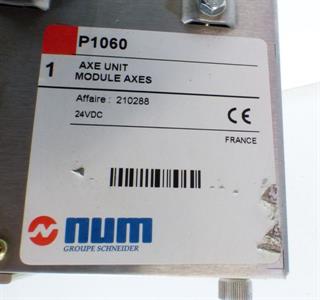 P1060
1
AXE UNIT
MODULE AXES
Affaire : 210288
24VDC
CE
FRANCE
num
GROUPE SCHNEIDER